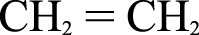 CH₂ = CH₂